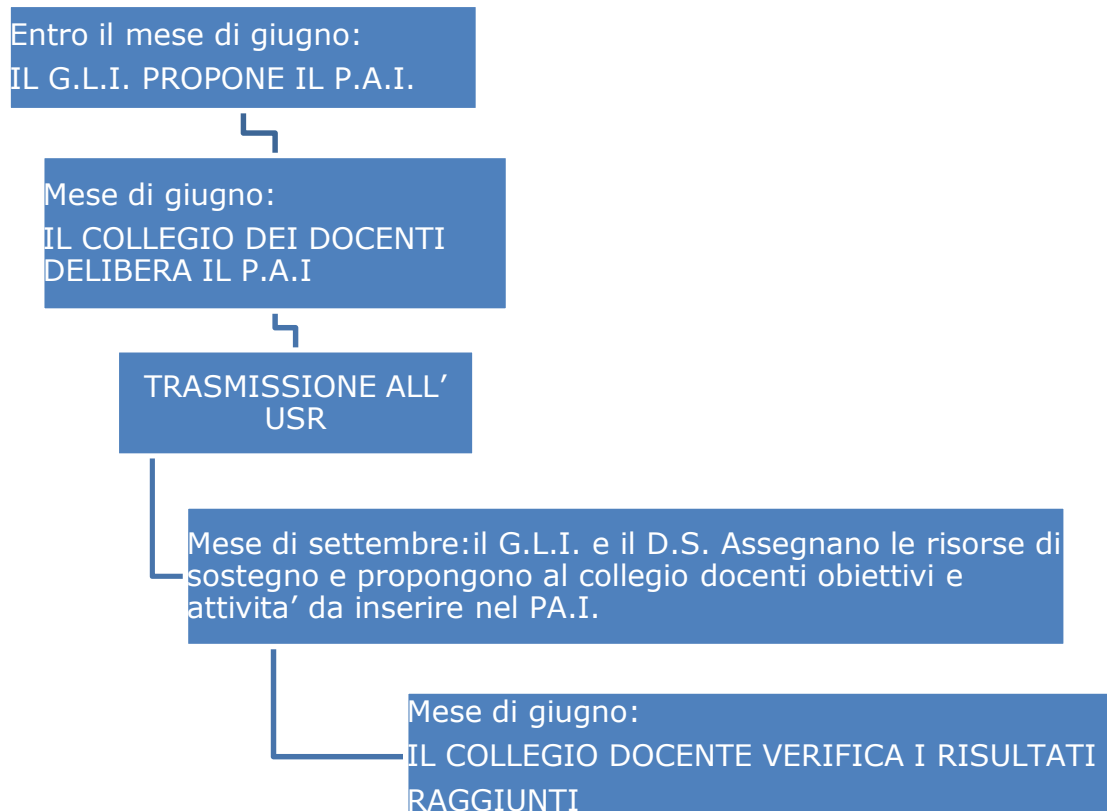 Entro il mese di giugno:
IL G.L.I. PROPONE IL P.A.I.
Mese di giugno:
IL COLLEGIO DEI DOCENTI
DELIBERA IL P.A.I
TRASMISSIONE ALL’
USR
Mese di settembre:il G.L.I. e il D.S. Assegnano le risorse di
sostegno e propongono al collegio docenti obiettivi e
attivita’ da inserire nel PA.I.
Mese di giugno:
IL COLLEGIO DOCENTE VERIFICA I RISULTATI
RAGGIUNTI